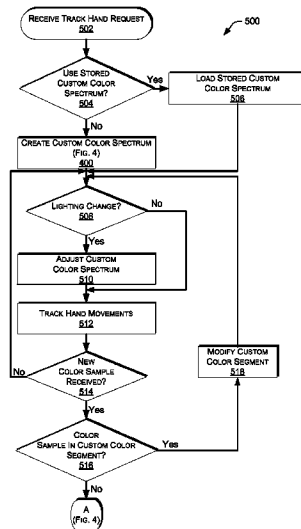 RECEIVE TRACK HAND REQUEST
502
500
USE STORED
CUSTOM COLOR
SPECTRUM?
504
Yes
LOAD STORED CUSTOM
COLOR SPECTRUM
506
No
CREATE CUSTOM COLOR SPECTRUM
(FIG. 4)
400
LIGHTING CHANGE?
508
No
Yes
ADJUST CUSTOM
COLOR SPECTRUM
510
TRACK HAND MOVEMENTS
512
No
NEW
COLOR SAMPLE
RECEIVED?
514
MODIFY CUSTOM
COLOR SEGMENT
518
Yes
COLOR
SAMPLE IN CUSTOM COLOR
SEGMENT?
516
Yes
No
A
(FIG. 4)